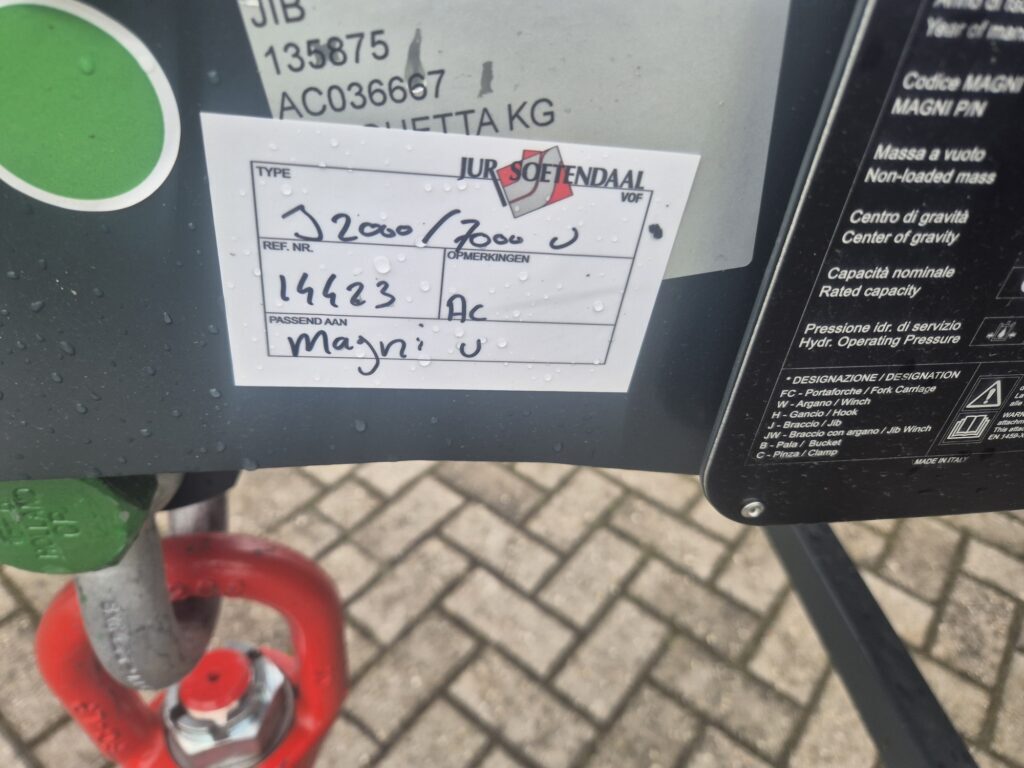 JIB
135875
AC036667
KG
JUR SOETENDAAL
VOF
TYPE
J 2000/7000 U
REF. NR.
14423
OPMERKINGEN
AC
PASSEND AAN
Magni U
Codice MAGNI
MAGNI P/N
Massa a vuoto
Non-loaded mass
Centro di gravità
Center of gravity
Capacità nominale
Rated capacity
Pressione idr. di servizio
Hydr. Operating Pressure
* DESIGNAZIONE / DESIGNATION
FC - Portaforche / Fork Carriage
W - Argano / Winch
H - Gancio / Hook
J - Braccio / Jib
JW - Braccio con argano / Jib Winch
B - Pala / Bucket
C - Pinza / Clamp
MADE IN ITALY